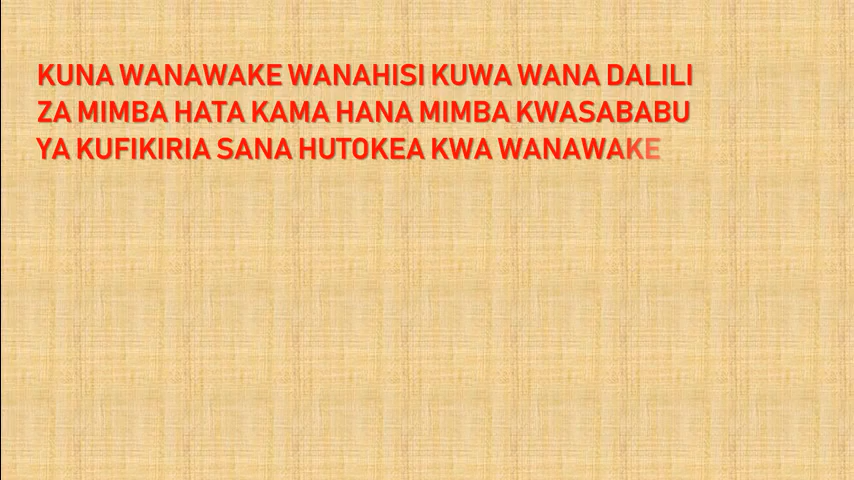 KUNA WANAWAKE WANAHISI KUWA WANA DALILI
ZA MIMBA HATA KAMA HANA MIMBA KWASABABU
YA KUFIKIRIA SANA HUTOKEA KWA WANAWAKE